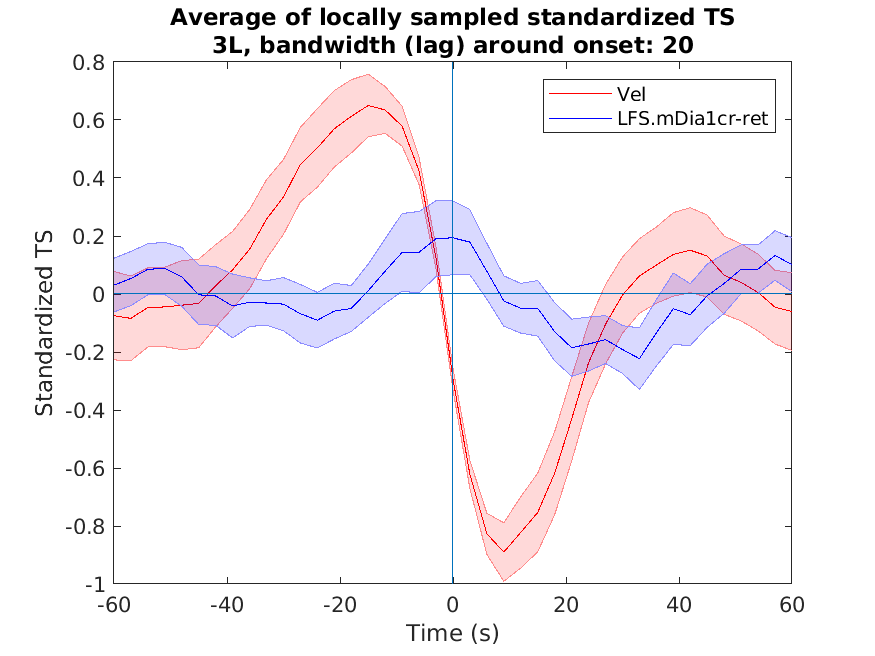 Average of locally sampled standardized TS
3L, bandwidth (lag) around onset: 20
Vel
LFS.mDia1cr-ret
Standardized TS
0.8
0.6
0.4
0.2
0
-0.2
-0.4
-0.6
-0.8
-1
-60
-40
-20
0
20
40
60
Time (s)